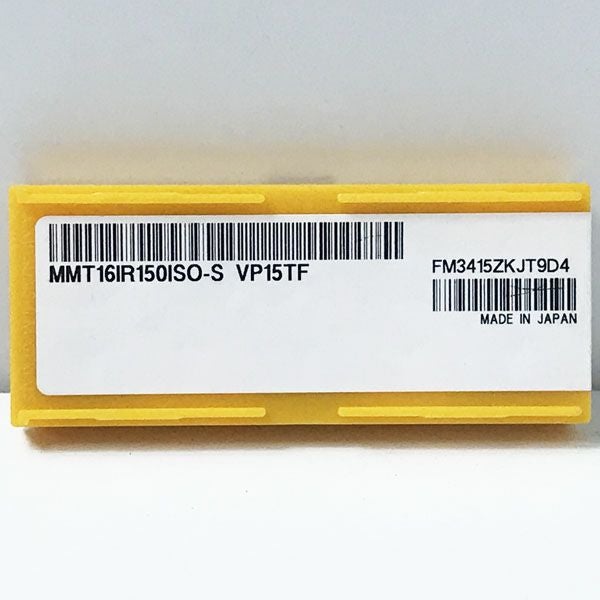 MMT16IR150ISO-S VP15TF
FM3415ZKJT9D4
MADE IN JAPAN